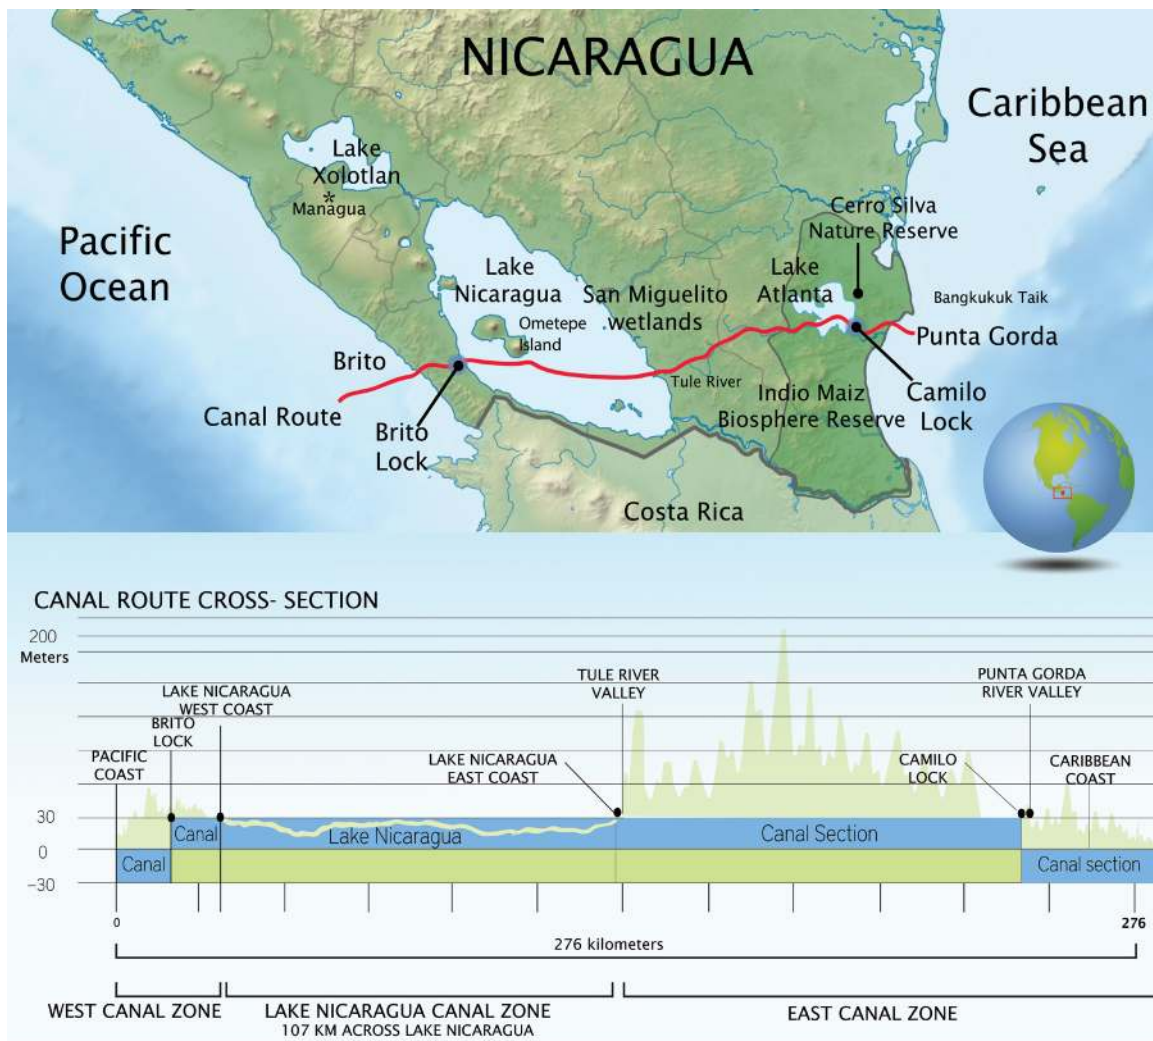 NICARAGUA
Caribbean
Sea
Lake
Xolotlan
*
Managua
Pacific
Ocean
Cerro Silva
Nature Reserve
Lake
Nicaragua
San Miguelito
wetlands
Lake
Atlanta
Bangkukuk Taik
Ometepe
Island
Punta Gorda
Brito
Tule River
Canal Route
Brito
Lock
Indio Maiz
Biosphere Reserve
Camilo
Lock
Costa Rica
CANAL ROUTE CROSS- SECTION
200
Meters
TULE RIVER
VALLEY
PUNTA GORDA
RIVER VALLEY
LAKE NICARAGUA
WEST COAST
BRITO
LOCK
PACIFIC
COAST
LAKE NICARAGUA
EAST COAST
CAMILO
LOCK
CARIBBEAN
COAST
30
Canal
Lake Nicaragua
Canal Section
0
Canal
Canal section
-30
0
276
276 kilometers
WEST CANAL ZONE
LAKE NICARAGUA CANAL ZONE
107 KM ACROSS LAKE NICARAGUA
EAST CANAL ZONE